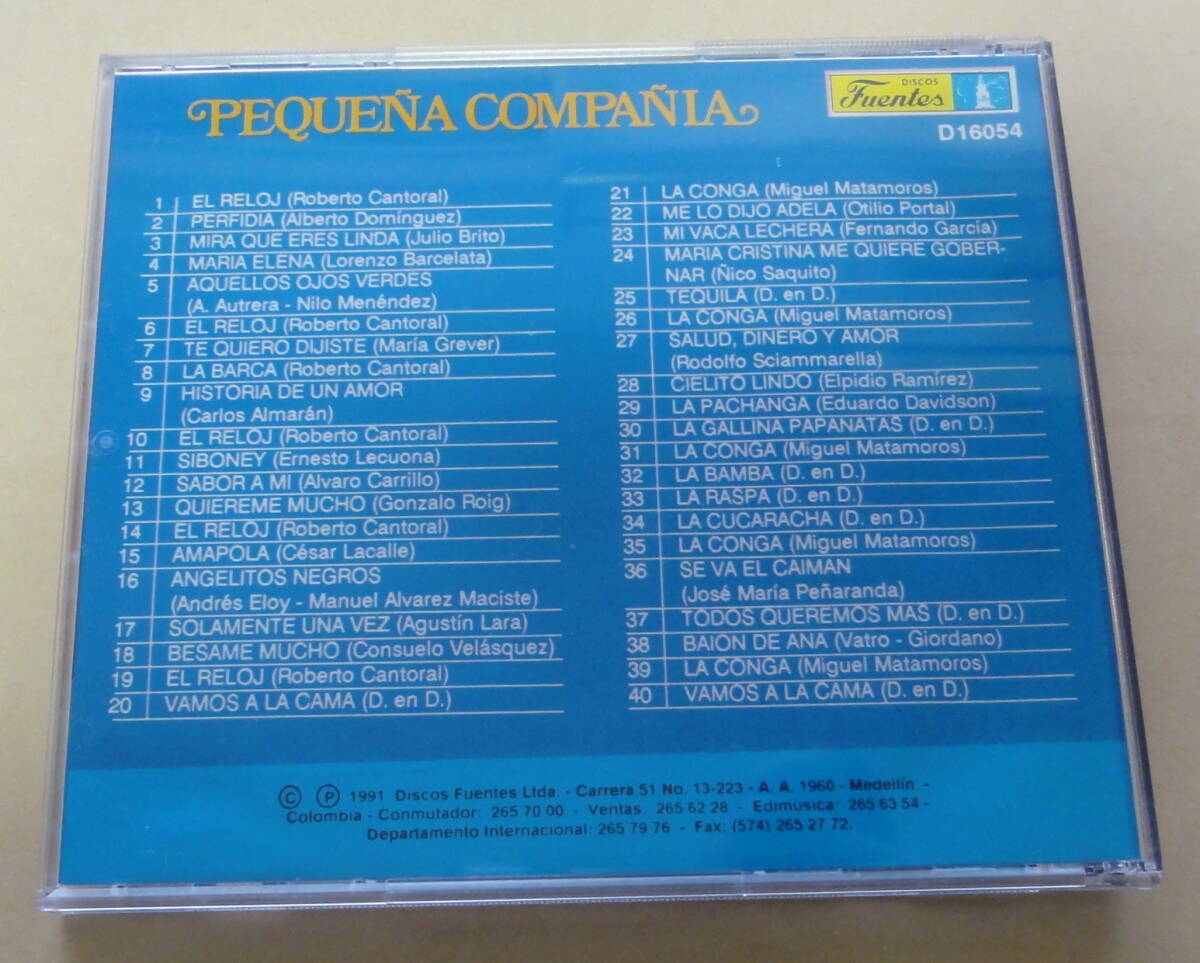 PEQUEÑA COMPAÑIA
DISCOS
Fuentes
D16054
1 EL RELOJ (Roberto Cantoral)
2 PERFIDIA (Alberto Domínguez)
3 MIRA QUE ERES LINDA (Julio Brito)
4 MARIA ELENA (Lorenzo Barcelata)
5 AQUELLOS OJOS VERDES
(A. Autrera - Nilo Menéndez)
6 EL RELOJ (Roberto Cantoral)
7 TE QUIERO DIJISTE (María Grever)
8 LA BARCA (Roberto Cantoral)
9 HISTORIA DE UN AMOR
(Carlos Almarán)
10 EL RELOJ (Roberto Cantoral)
11 SIBONEY (Ernesto Lecuona)
12 SABOR A MI (Alvaro Carrillo)
13 QUIEREME MUCHO (Gonzalo Roig)
14 EL RELOJ (Roberto Cantoral)
15 AMAPOLA (César Lacalle)
16 ANGELITOS NEGROS
(Andrés Eloy - Manuel Alvarez Maciste)
17 SOLAMENTE UNA VEZ (Agustín Lara)
18 BESAME MUCHO (Consuelo Velásquez)
19 EL RELOJ (Roberto Cantoral)
20 VAMOS A LA CAMA (D. en D.)
21 LA CONGA (Miguel Matamoros)
22 ME LO DIJO ADELA (Otilio Portal)
23 MI VACA LECHERA (Fernando García)
24 MARIA CRISTINA ME QUIERE GOBER-
NAR (Ñico Saquito)
25 TEQUILA (D. en D.)
26 LA CONGA (Miguel Matamoros)
27 SALUD, DINERO Y AMOR
(Rodolfo Sciammarella)
28 CIELITO LINDO (Elpidio Ramírez)
29 LA PACHANGA (Eduardo Davidson)
30 LA GALLINA PAPANATAS (D. en D.)
31 LA CONGA (Miguel Matamoros)
32 LA BAMBA (D. en D.)
33 LA RASPA (D. en D.)
34 LA CUCARACHA (D. en D.)
35 LA CONGA (Miguel Matamoros)
36 SE VA EL CAIMAN
(José María Peñaranda)
37 TODOS QUEREMOS MAS (D. en D.)
38 BAION DE ANA (Vatro - Giordano)
39 LA CONGA (Miguel Matamoros)
40 VAMOS A LA CAMA (D. en D.)
© ℗ 1991 Discos Fuentes Ltda. - Carrera 51 No. 13-223 - A. A. 1960 - Medellín -
Colombia - Conmutador: 265 70 00 - Ventas: 265 62 28 - Edimusica: 265 63 54 -
Departamento Internacional: 265 79 76 - Fax: (574) 265 27 72.